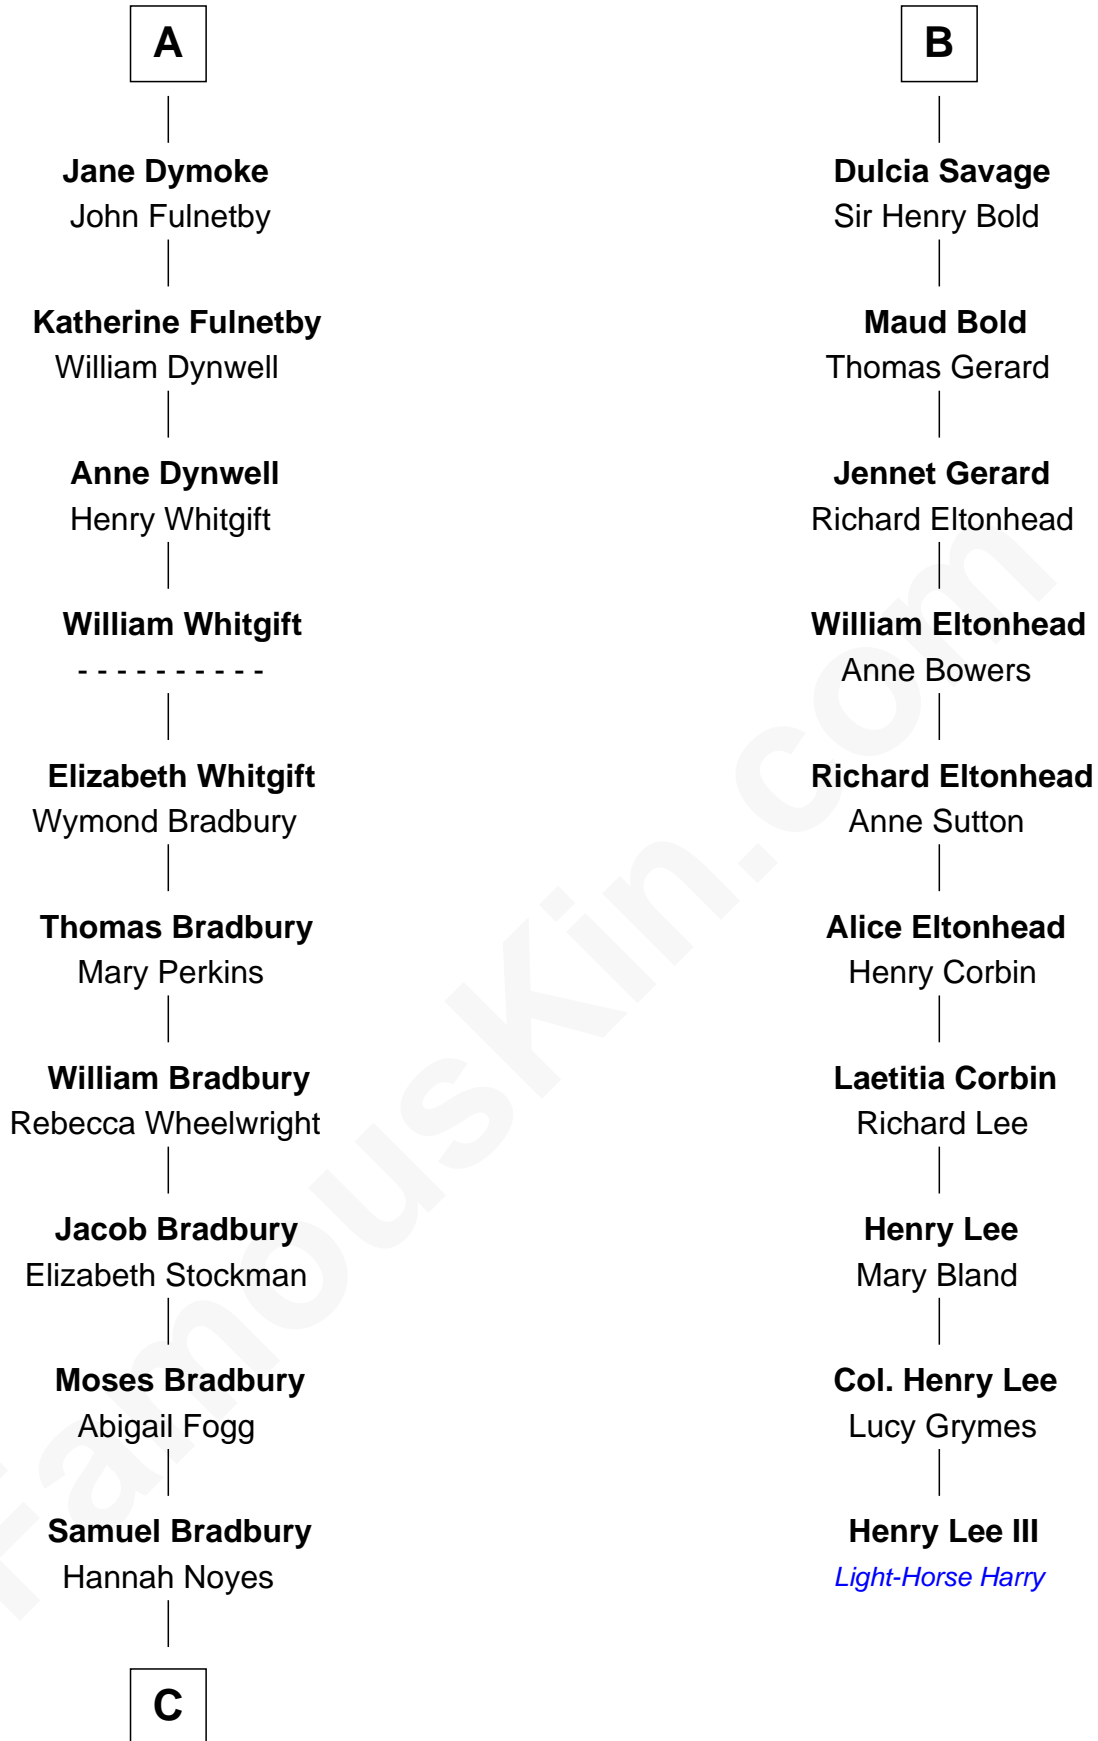 A
Jane Dymoke
John Fulnetby
Katherine Fulnetby
William Dynwell
Anne Dynwell
Henry Whitgift
William Whitgift
- - - - - - - - - -
Elizabeth Whitgift
Wymond Bradbury
Thomas Bradbury
Mary Perkins
William Bradbury
Rebecca Wheelwright
Jacob Bradbury
Elizabeth Stockman
Moses Bradbury
Abigail Fogg
Samuel Bradbury
Hannah Noyes
C
B
Dulcia Savage
Sir Henry Bold
Maud Bold
Thomas Gerard
Jennet Gerard
Richard Eltonhead
William Eltonhead
Anne Bowers
Richard Eltonhead
Anne Sutton
Alice Eltonhead
Henry Corbin
Laetitia Corbin
Richard Lee
Henry Lee
Mary Bland
Col. Henry Lee
Lucy Grymes
Henry Lee III
Light-Horse Harry
FamousKin.com